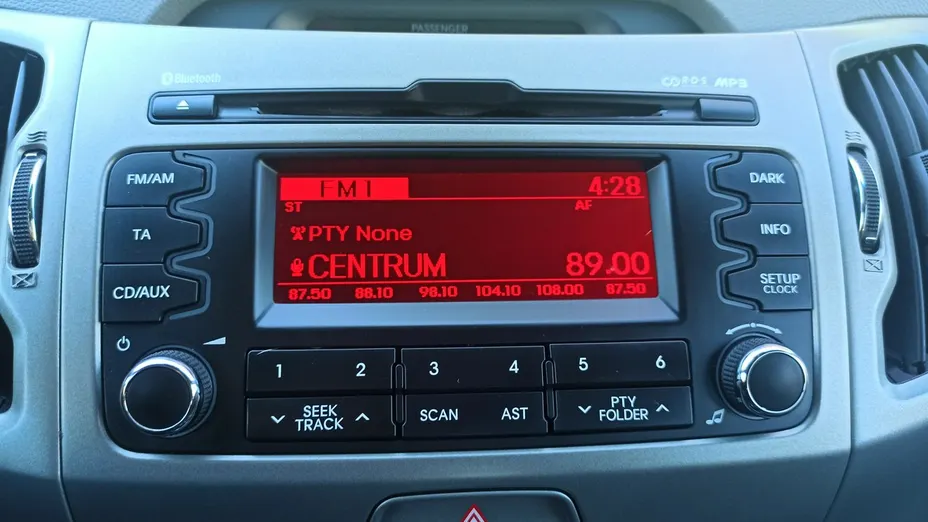 PASSENGER
Bluetooth
RDS MP3
FM/AM
TA
CD/AUX
FM1 4:28
ST AF
PTY None
CENTRUM 89.00
87.50 88.10 98.10 104.10 108.00 87.50
DARK
INFO
SETUP
CLOCK
1 2 3 4 5 6
SEEK
TRACK
SCAN AST
PTY
FOLDER